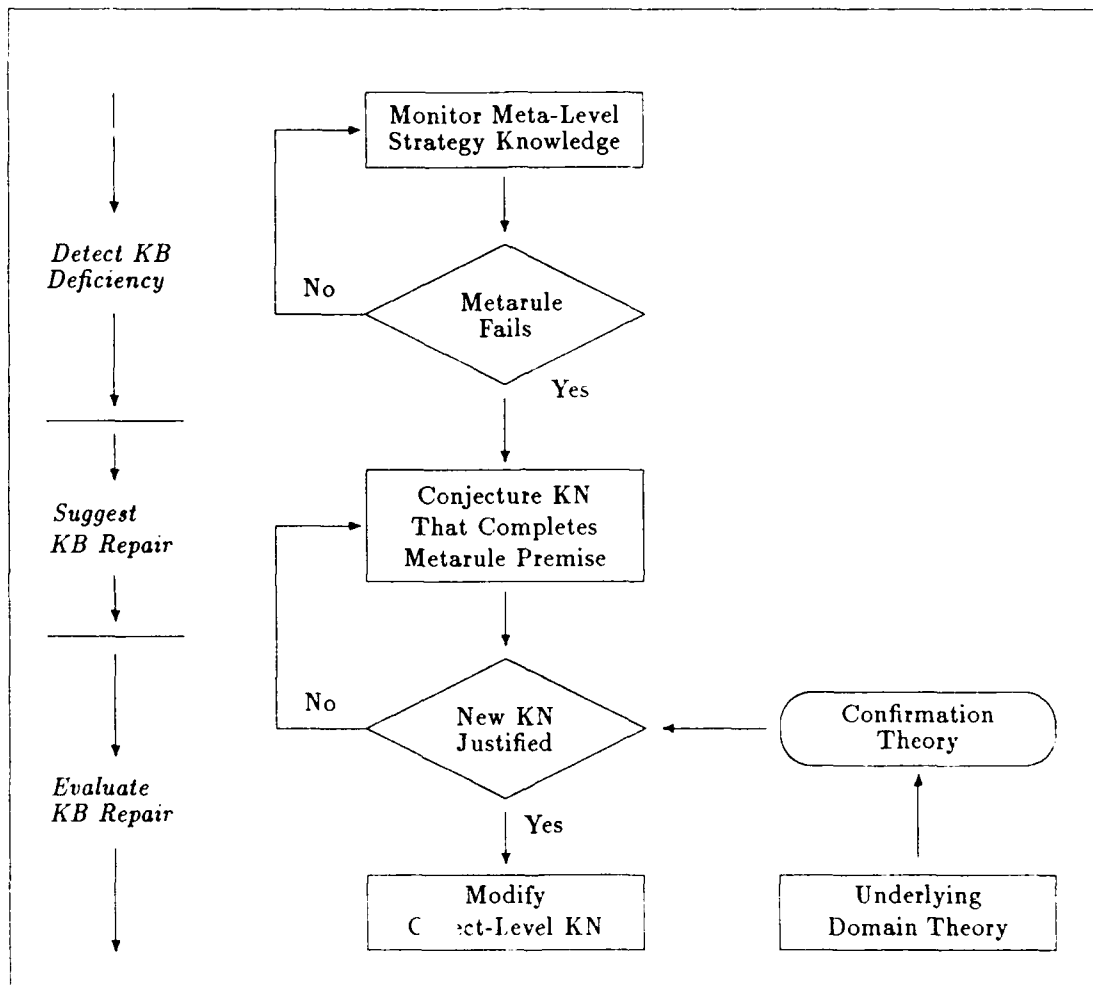 Monitor Meta-Level
Strategy Knowledge
Detect KB
Deficiency
No
Metarule
Fails
Yes
Conjecture KN
That Completes
Metarule Premise
Suggest
KB Repair
No
New KN
Justified
Confirmation
Theory
Evaluate
KB Repair
Yes
Modify
KN
Underlying
Domain Theory